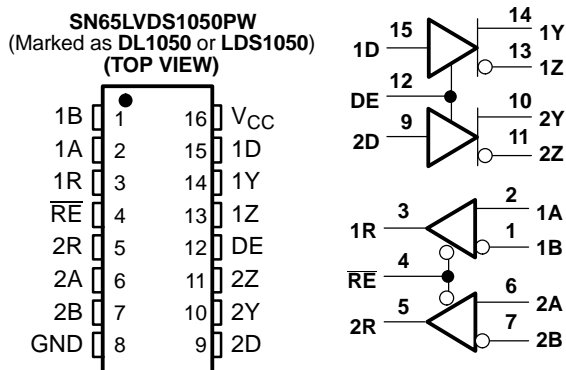 SN65LVDS1050PW
(Marked as DL1050 or LDS1050)
(TOP VIEW)
1B 1 16 VCC
1A 2 15 1D
1R 3 14 1Y
RE 4 13 1Z
2R 5 12 DE
2A 6 11 2Z
2B 7 10 2Y
GND 8 9 2D
14 1Y
15 1D
13 1Z
12 DE
10 2Y
9 2D
11 2Z
2 1A
3 1R
1 1B
4 RE
6 2A
5 2R
7 2B